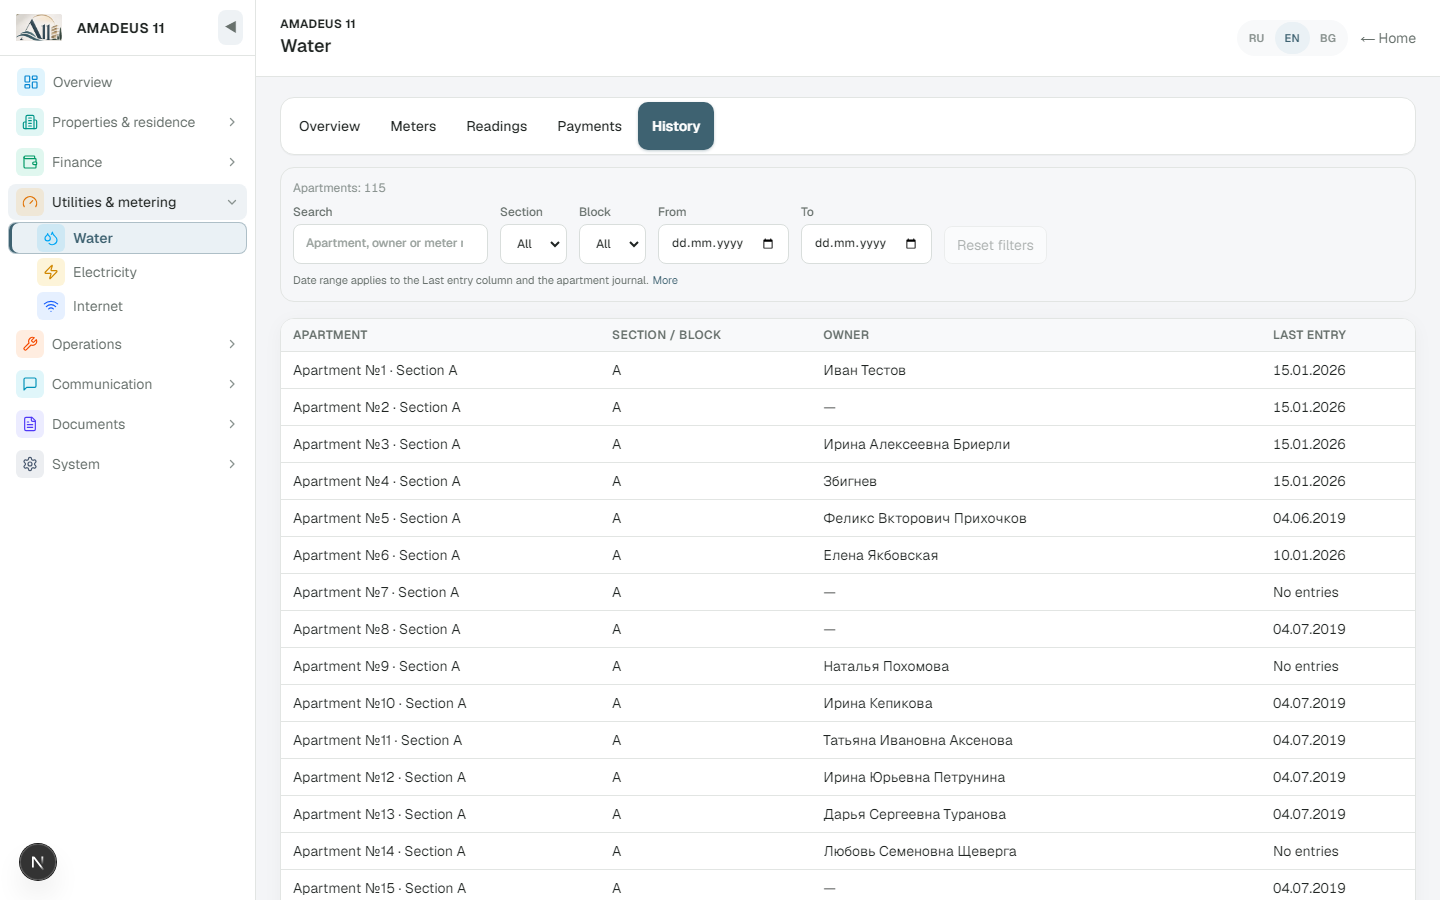 AMADEUS 11
Overview
Properties & residence
Finance
Utilities & metering
Water
Electricity
Internet
Operations
Communication
Documents
System
AMADEUS 11
Water
RU EN BG ← Home
Overview Meters Readings Payments History
Apartments: 115
Search Section Block From To
Apartment, owner or meter All All dd.mm.yyyy dd.mm.yyyy Reset filters
Date range applies to the Last entry column and the apartment journal. More
APARTMENT SECTION / BLOCK OWNER LAST ENTRY
Apartment №1 · Section A A Иван Тестов 15.01.2026
Apartment №2 · Section A A — 15.01.2026
Apartment №3 · Section A A Ирина Алексеевна Бриерли 15.01.2026
Apartment №4 · Section A A Збигнев 15.01.2026
Apartment №5 · Section A A Феликс Вкторович Прихочков 04.06.2019
Apartment №6 · Section A A Елена Якбовская 10.01.2026
Apartment №7 · Section A A — No entries
Apartment №8 · Section A A — 04.07.2019
Apartment №9 · Section A A Наталья Похомова No entries
Apartment №10 · Section A A Ирина Кепикова 04.07.2019
Apartment №11 · Section A A Татьяна Ивановна Аксенова 04.07.2019
Apartment №12 · Section A A Ирина Юрьевна Петрунина 04.07.2019
Apartment №13 · Section A A Дарья Сергеевна Туранова 04.07.2019
Apartment №14 · Section A A Любовь Семеновна Щеверга No entries
Apartment №15 · Section A A — 04.07.2019
N